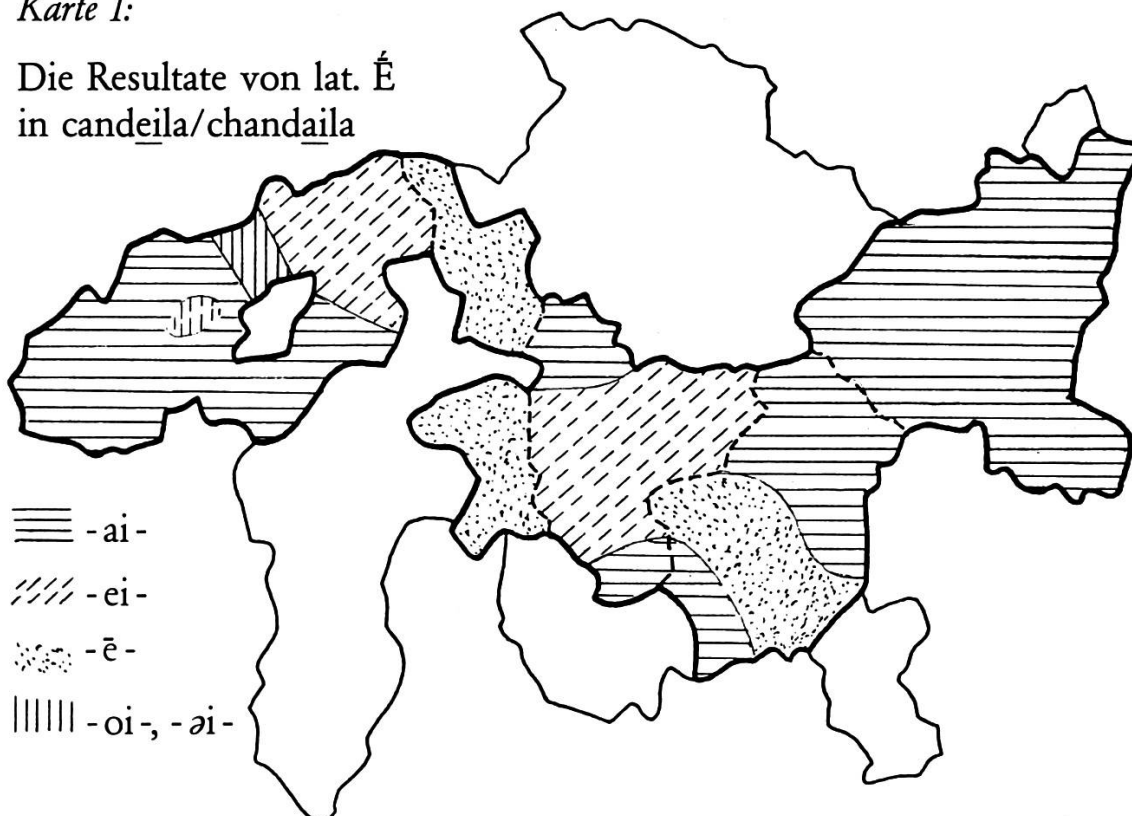 Karte 1:
Die Resultate von lat. É̄
in candeila/chandaila
-ai-
-ei-
-ē-
-oi-, -əi-